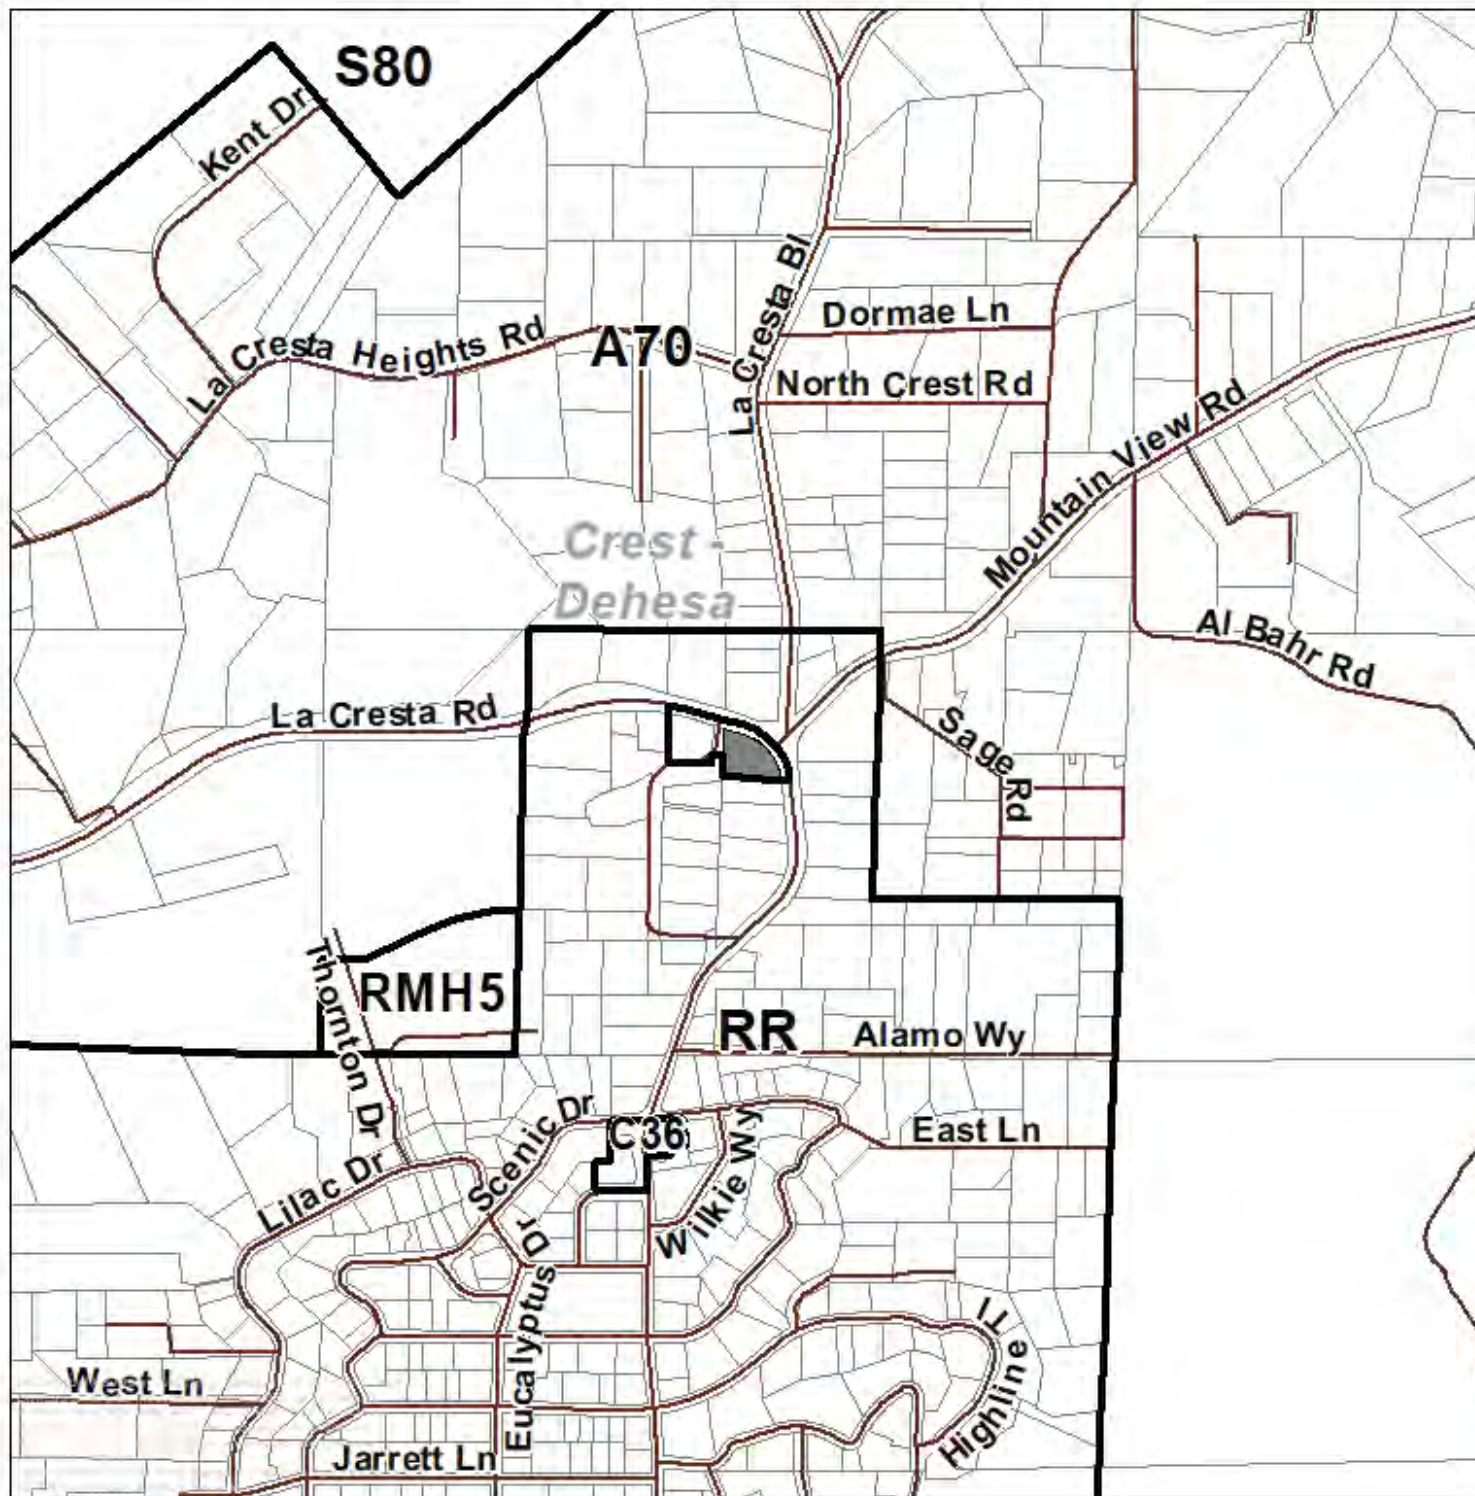 S80
Kent Dr
La Cresta Bl
Dormae Ln
La Cresta Heights Rd
A70
North Crest Rd
Mountain View Rd
Crest -
Dehesa
Al Bahr Rd
La Cresta Rd
Sage Rd
Thornton Dr
RMH5
RR
Alamo Wy
Scenic Dr
C36
East Ln
Wilkie Wy
Lilac Dr
Eucalyptus Dr
Highline Tl
West Ln
Jarrett Ln